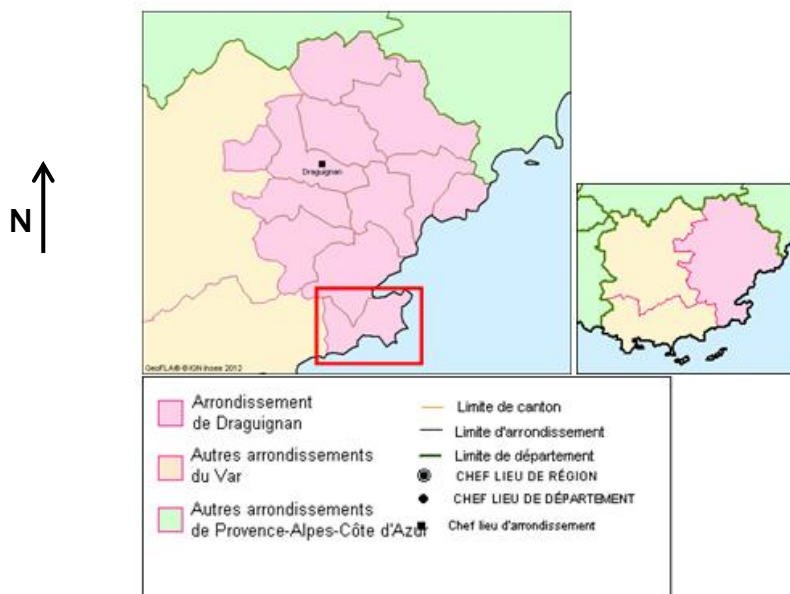 N
Draguignan
GeoFLA® ©IGN Insee 2012
Arrondissement
de Draguignan
Autres arrondissements
du Var
Autres arrondissements
de Provence-Alpes-Côte d'Azur
Limite de canton
Limite d'arrondissement
Limite de département
CHEF LIEU DE RÉGION
CHEF LIEU DE DÉPARTEMENT
Chef lieu d'arrondissement